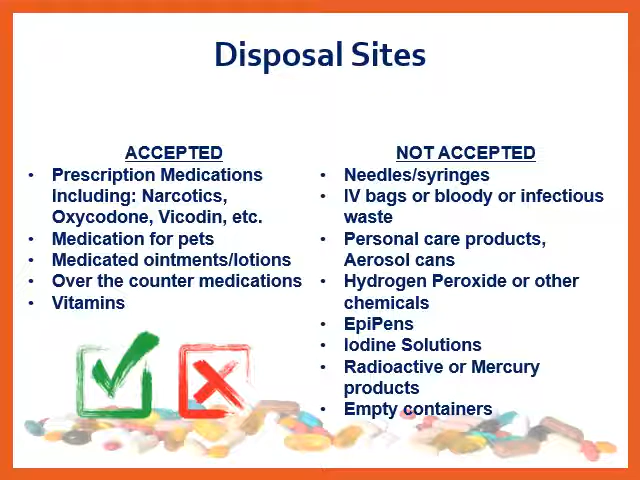 Disposal Sites
ACCEPTED
• Prescription Medications
Including: Narcotics,
Oxycodone, Vicodin, etc.
• Medication for pets
• Medicated ointments/lotions
• Over the counter medications
• Vitamins
NOT ACCEPTED
• Needles/syringes
• IV bags or bloody or infectious
waste
• Personal care products,
Aerosol cans
• Hydrogen Peroxide or other
chemicals
• EpiPens
• Iodine Solutions
• Radioactive or Mercury
products
• Empty containers